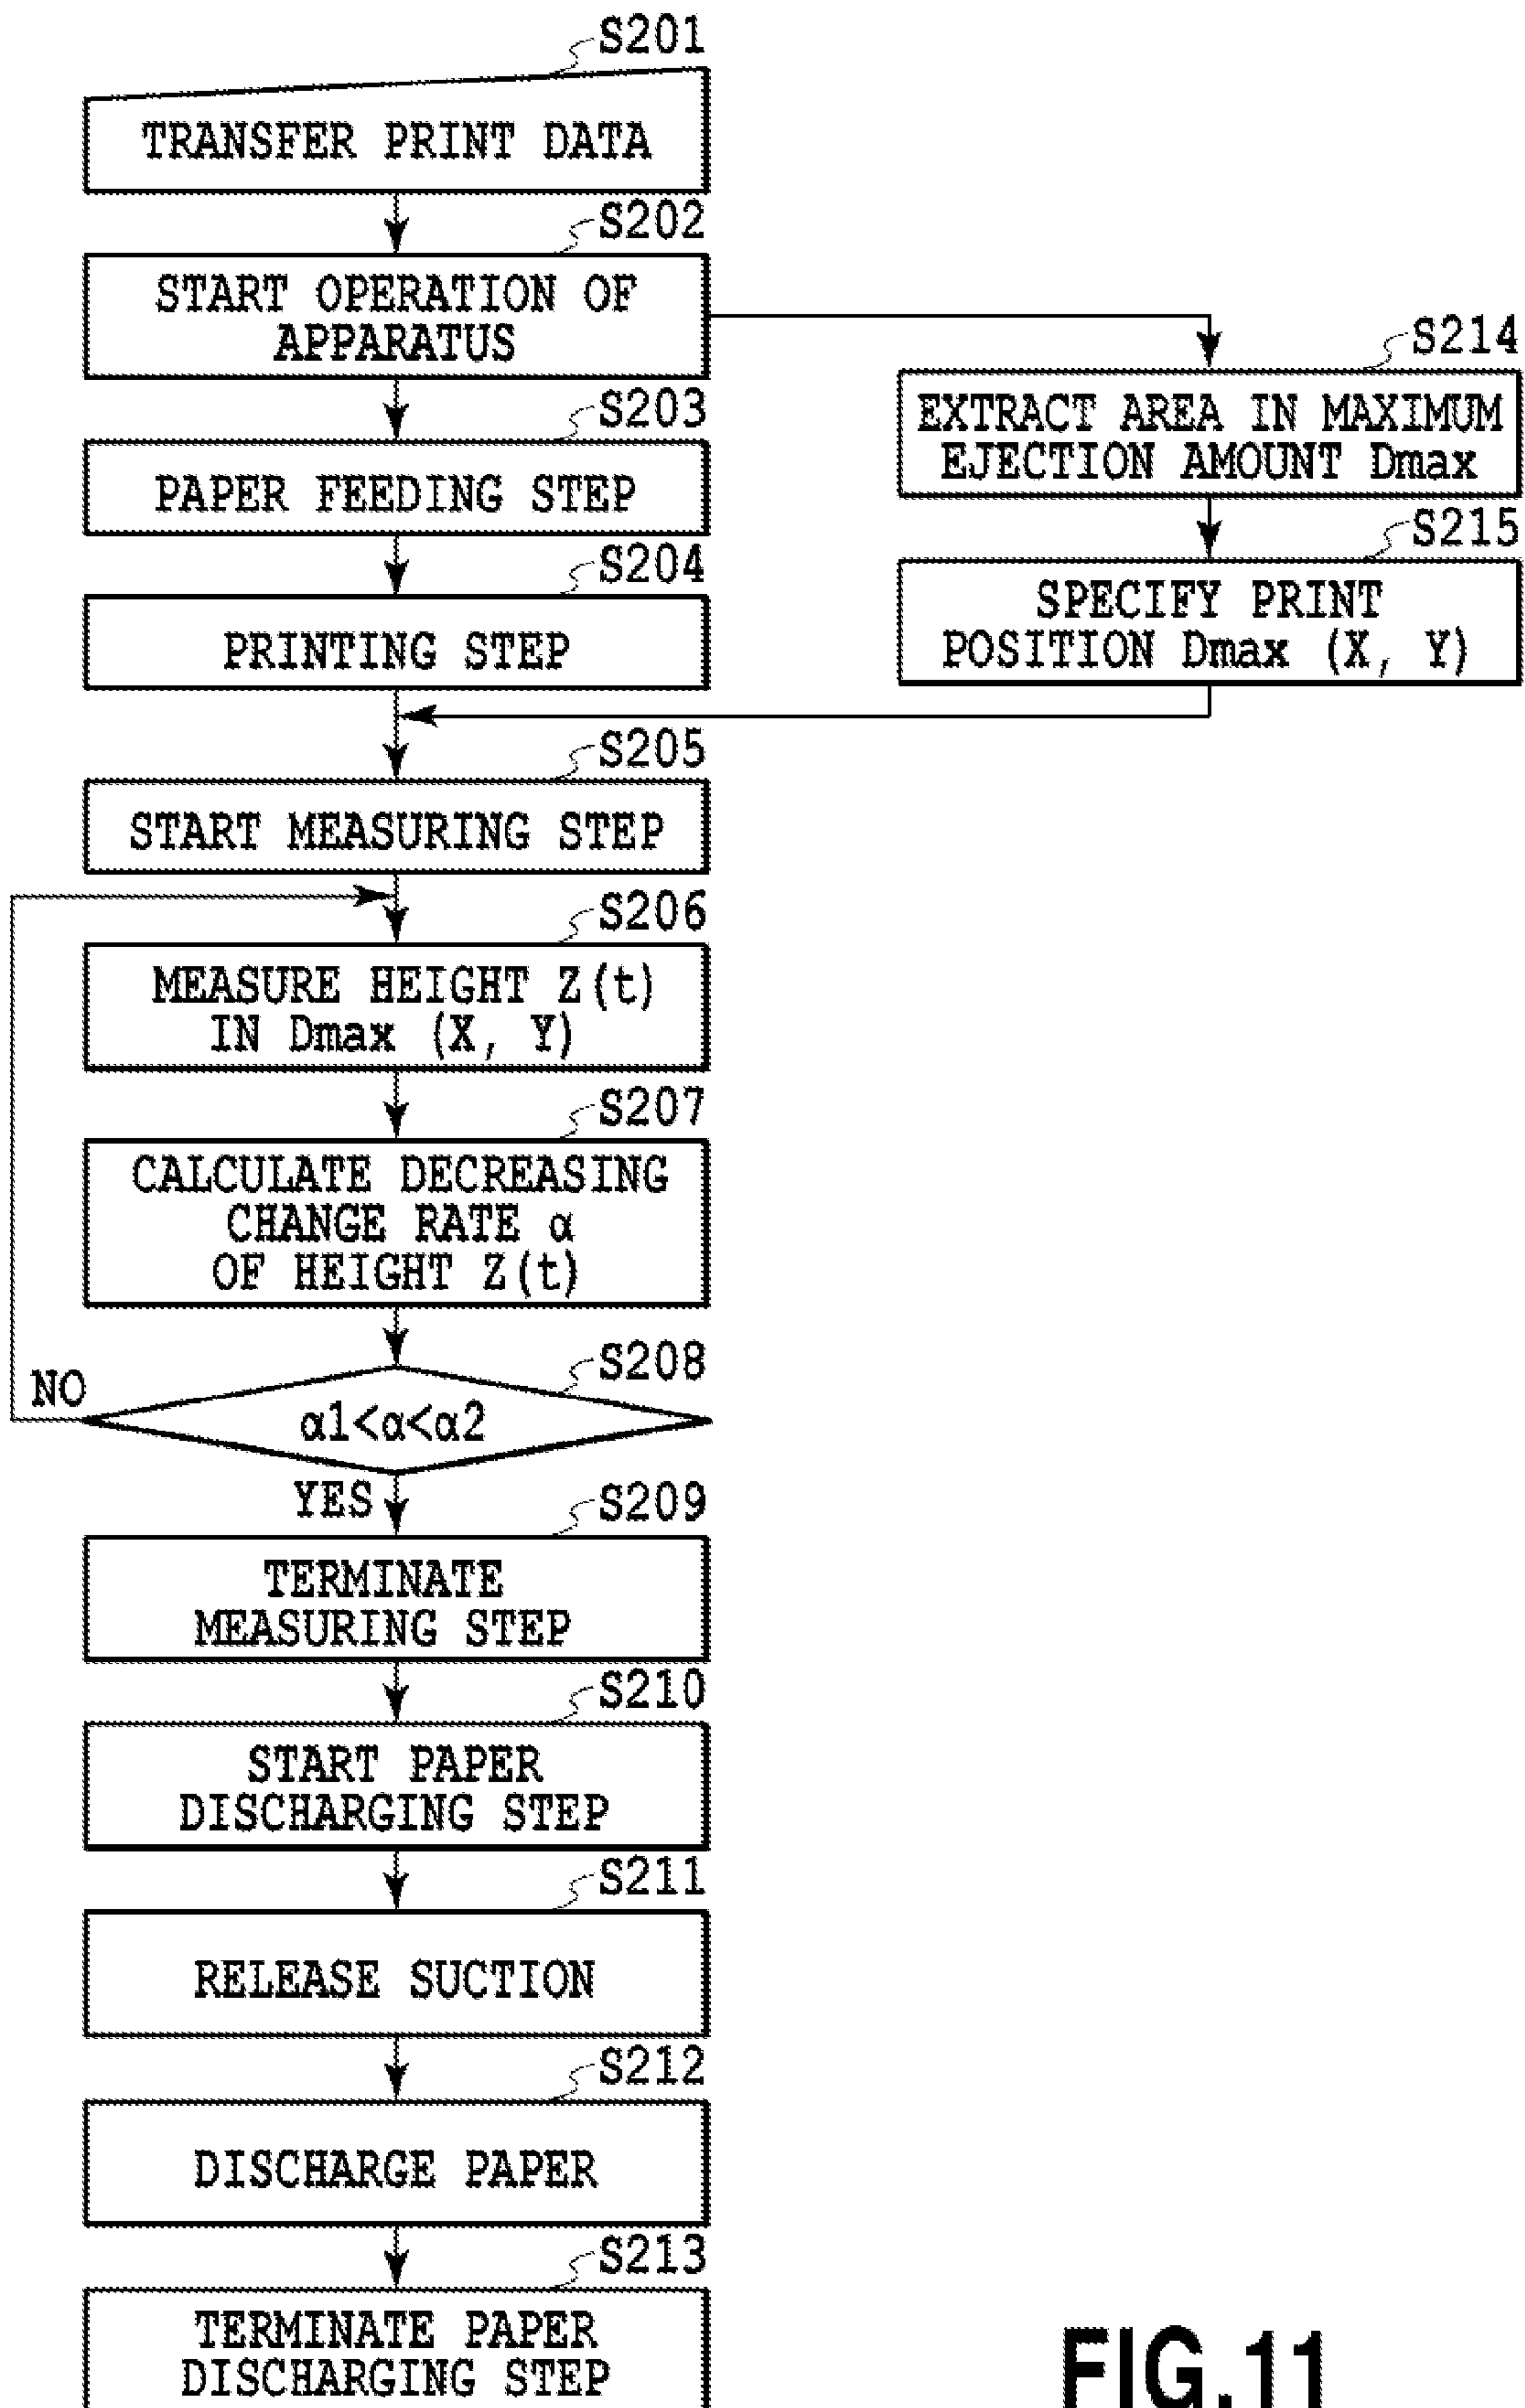 S201
TRANSFER PRINT DATA
S202
START OPERATION OF
APPARATUS
S203
PAPER FEEDING STEP
S204
PRINTING STEP
S214
EXTRACT AREA IN MAXIMUM
EJECTION AMOUNT Dmax
S215
SPECIFY PRINT
POSITION Dmax (X, Y)
S205
START MEASURING STEP
S206
MEASURE HEIGHT Z(t)
IN Dmax (X, Y)
S207
CALCULATE DECREASING
CHANGE RATE α
OF HEIGHT Z(t)
S208
NO
α1<α<α2
YES
S209
TERMINATE
MEASURING STEP
S210
START PAPER
DISCHARGING STEP
S211
RELEASE SUCTION
S212
DISCHARGE PAPER
S213
TERMINATE PAPER
DISCHARGING STEP
FIG.11